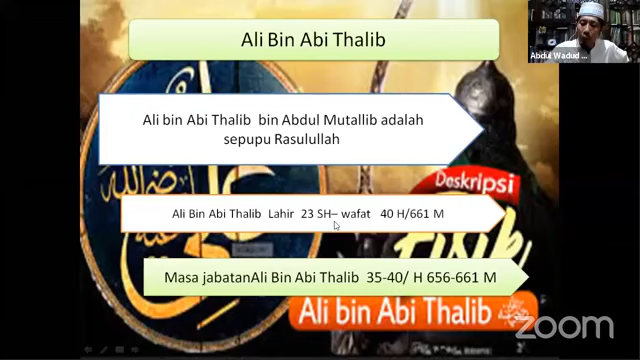 Ali Bin Abi Thalib
Abdul Wadud ...
Ali bin Abi Thalib bin Abdul Mutallib adalah
sepupu Rasulullah
Deskripsi
Ali Bin Abi Thalib Lahir 23 SH– wafat 40 H/661 M
Masa jabatanAli Bin Abi Thalib 35-40/ H 656-661 M
Ali bin Abi Thalib
zoom